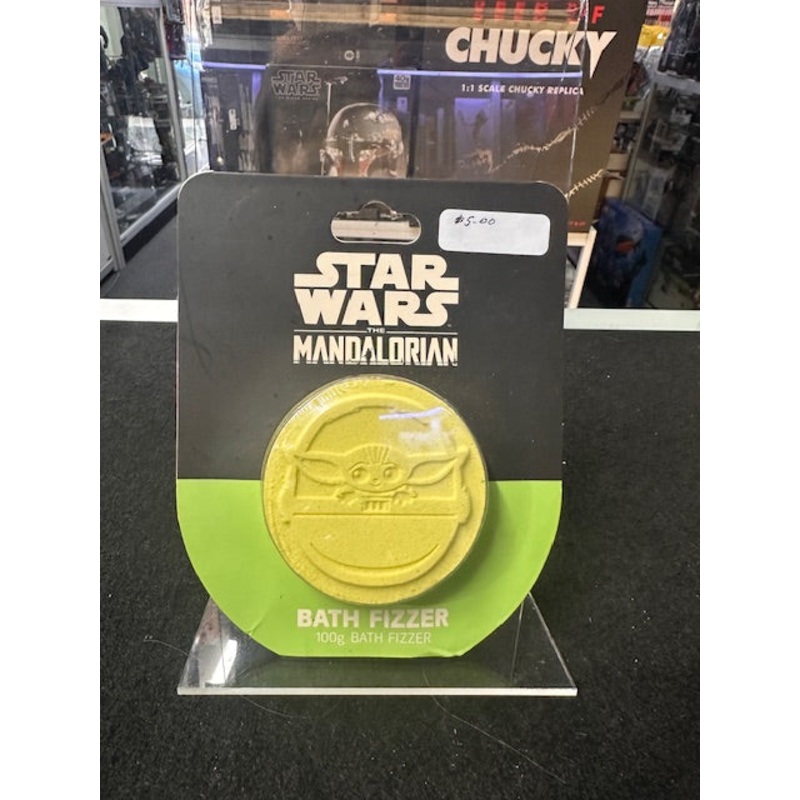 CHUCKY
1:1 SCALE CHUCKY REPLICA
STAR
WARS
$5.00
STAR
WARS
THE
MANDALORIAN
BATH FIZZER
100g BATH FIZZER